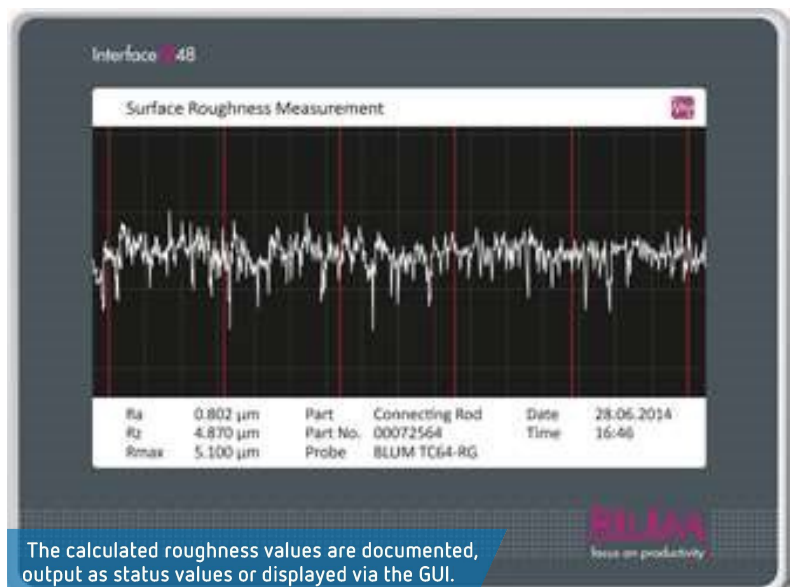 Interface 48
Surface Roughness Measurement
Ra 0.802 µm Part Connecting Rod Date 28.06.2014
Rz 4.870 µm Part No. 00072564 Time 16:46
Rmax 5.100 µm Probe BLUM TC64-RG
BLUM
focus on productivity
The calculated roughness values are documented,
output as status values or displayed via the GUI.